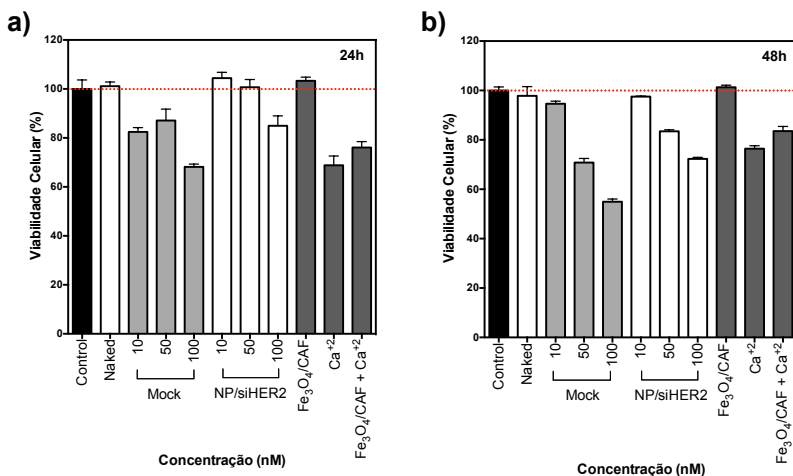 a)
24h
Viabilidade Celular (%)
120
100
80
60
40
20
0
Control
Naked
10
50
100
10
50
100
Fe3O4/CAF
Ca+2
Fe3O4/CAF + Ca+2
Mock
NP/siHER2
Concentração (nM)
b)
48h
Viabilidade Celular (%)
120
100
80
60
40
20
0
Control
Naked
10
50
100
10
50
100
Fe3O4/CAF
Ca+2
Fe3O4/CAF + Ca+2
Mock
NP/siHER2
Concentração (nM)